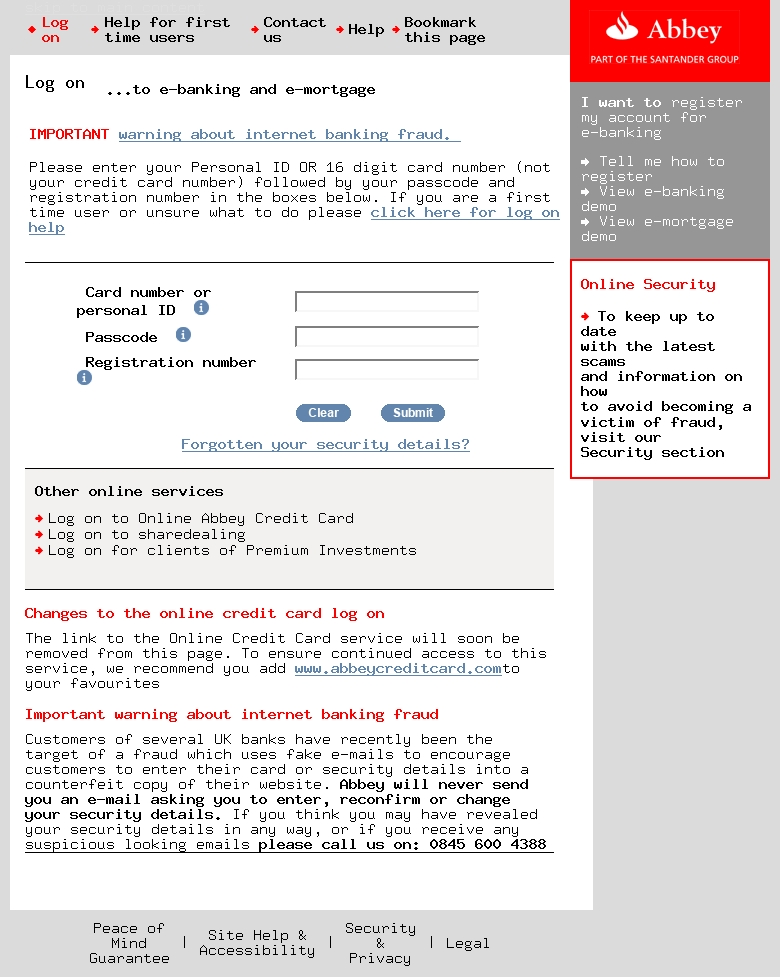 Log on
Help for first time users
Contact us
Help
Bookmark this page
Abbey
PART OF THE SANTANDER GROUP
Log on ...to e-banking and e-mortgage
IMPORTANT warning about internet banking fraud.
Please enter your Personal ID OR 16 digit card number (not
your credit card number) followed by your passcode and
registration number in the boxes below. If you are a first
time user or unsure what to do please click here for log on
help
Card number or
personal ID
Passcode
Registration number
Clear Submit
Forgotten your security details?
Other online services
Log on to Online Abbey Credit Card
Log on to sharedealing
Log on for clients of Premium Investments
Changes to the online credit card log on
The link to the Online Credit Card service will soon be
removed from this page. To ensure continued access to this
service, we recommend you add www.abbeycreditcard.comto
your favourites
Important warning about internet banking fraud
Customers of several UK banks have recently been the
target of a fraud which uses fake e-mails to encourage
customers to enter their card or security details into a
counterfeit copy of their website. Abbey will never send
you an e-mail asking you to enter, reconfirm or change
your security details. If you think you may have revealed
your security details in any way, or if you receive any
suspicious looking emails please call us on: 0845 600 4388
I want to register
my account for
e-banking
Tell me how to
register
View e-banking
demo
View e-mortgage
demo
Online Security
To keep up to
date
with the latest
scams
and information on
how
to avoid becoming a
victim of fraud,
visit our
Security section
Peace of
Mind
Guarantee
|
Site Help &
Accessibility
|
Security
&
Privacy
|
Legal